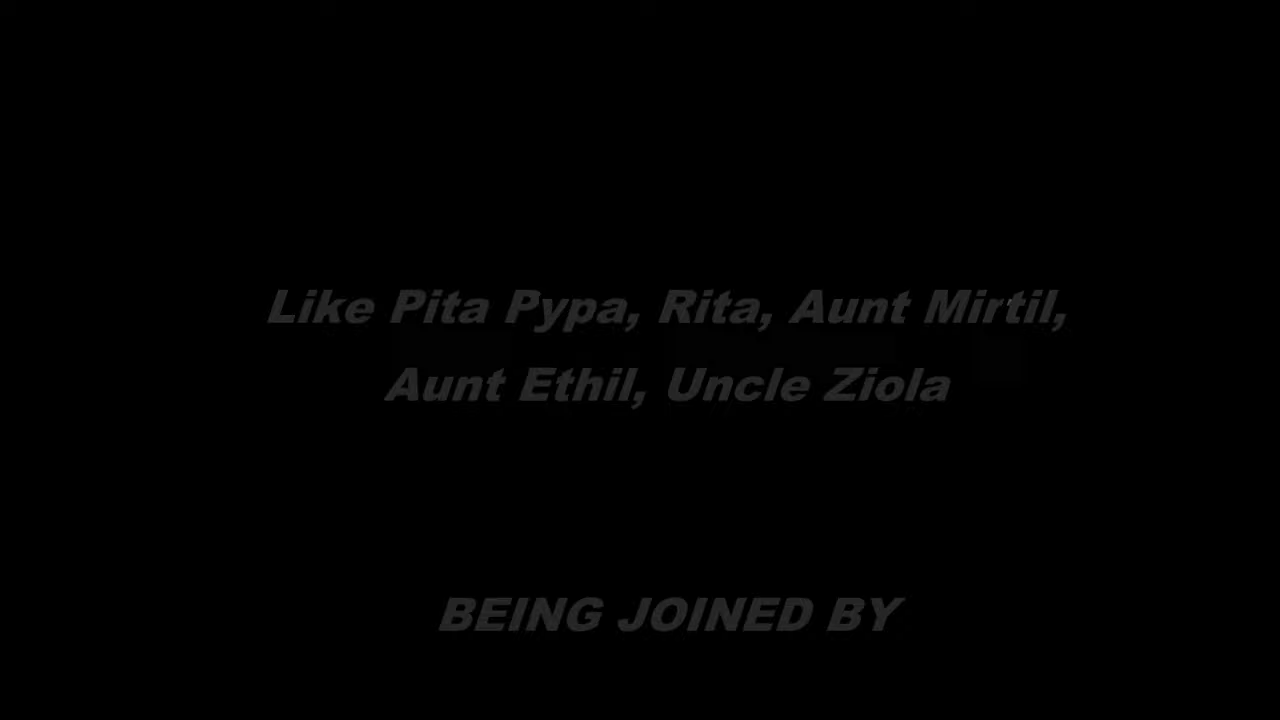 Like Pita Pypa, Rita, Aunt Mirtil,
Aunt Ethil, Uncle Ziola
BEING JOINED BY